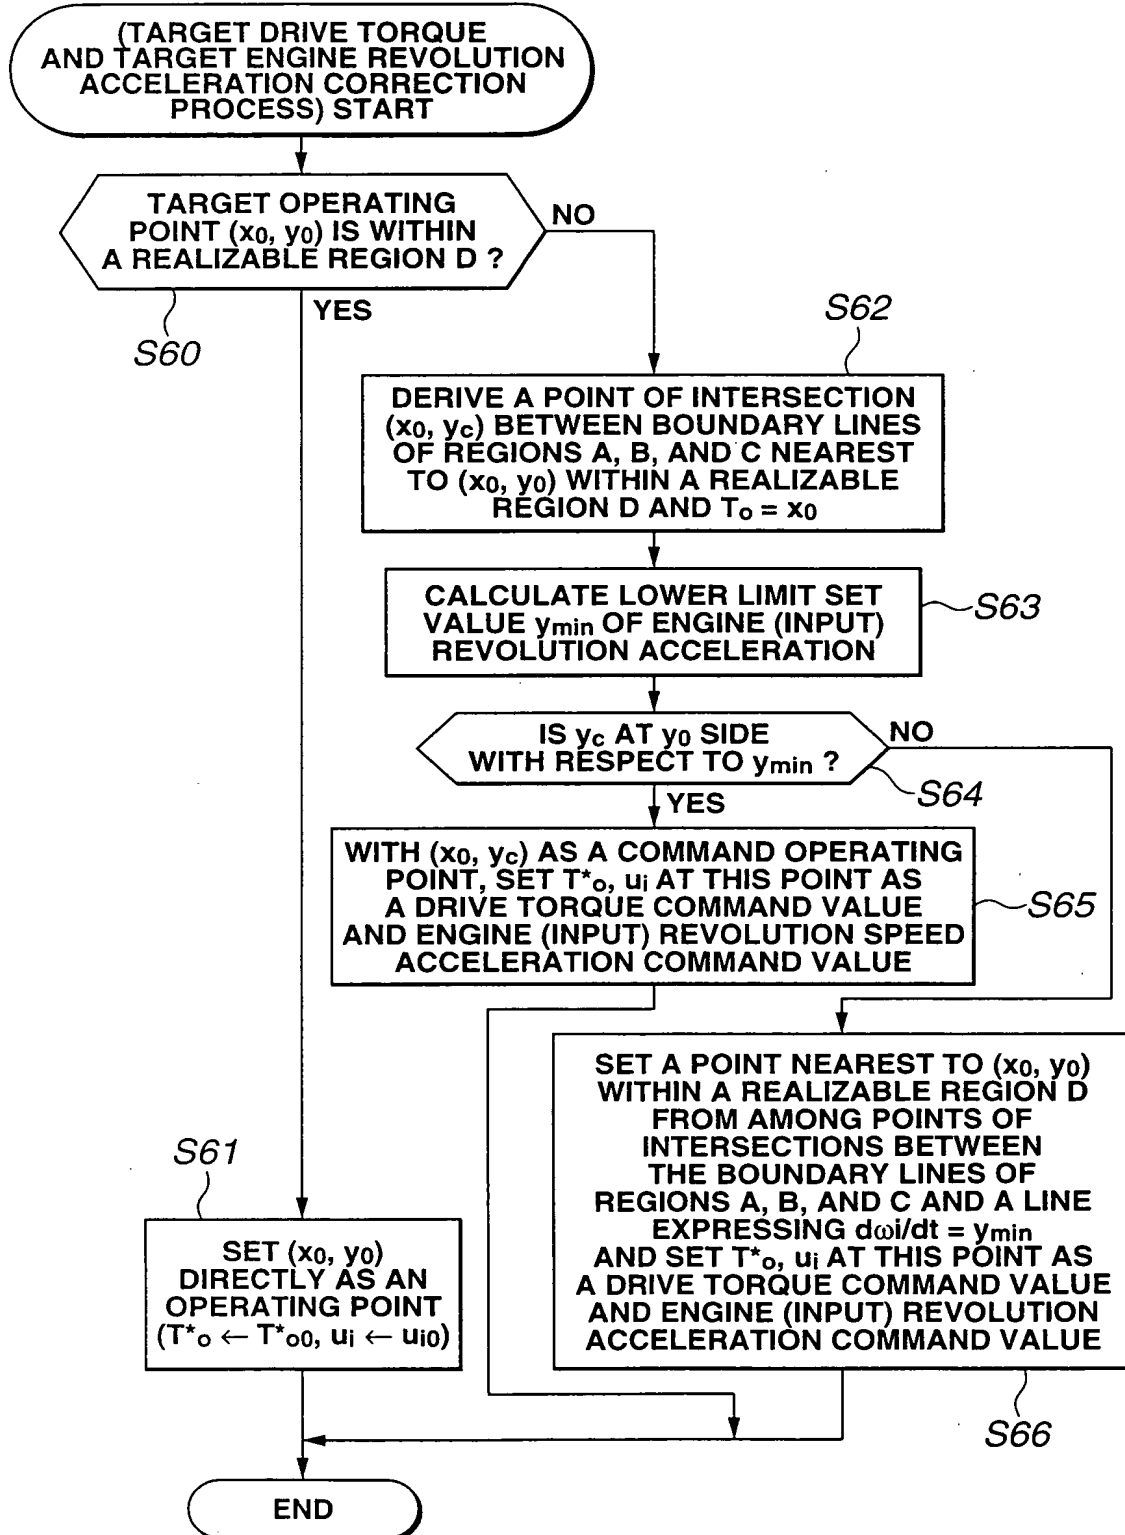 (TARGET DRIVE TORQUE
AND TARGET ENGINE REVOLUTION
ACCELERATION CORRECTION
PROCESS) START
TARGET OPERATING
POINT (x0, y0) IS WITHIN
A REALIZABLE REGION D ?
NO
YES
S60
S62
DERIVE A POINT OF INTERSECTION
(x0, yc) BETWEEN BOUNDARY LINES
OF REGIONS A, B, AND C NEAREST
TO (x0, y0) WITHIN A REALIZABLE
REGION D AND To = x0
CALCULATE LOWER LIMIT SET
VALUE ymin OF ENGINE (INPUT)
REVOLUTION ACCELERATION
S63
IS yc AT y0 SIDE
WITH RESPECT TO ymin ?
NO
S64
YES
WITH (x0, yc) AS A COMMAND OPERATING
POINT, SET T*o, ui AT THIS POINT AS
A DRIVE TORQUE COMMAND VALUE
AND ENGINE (INPUT) REVOLUTION SPEED
ACCELERATION COMMAND VALUE
S65
SET A POINT NEAREST TO (x0, y0)
WITHIN A REALIZABLE REGION D
FROM AMONG POINTS OF
INTERSECTIONS BETWEEN
THE BOUNDARY LINES OF
REGIONS A, B, AND C AND A LINE
EXPRESSING dωi/dt = ymin
AND SET T*o, ui AT THIS POINT AS
A DRIVE TORQUE COMMAND VALUE
AND ENGINE (INPUT) REVOLUTION
ACCELERATION COMMAND VALUE
S66
S61
SET (x0, y0)
DIRECTLY AS AN
OPERATING POINT
(T*o ← T*o0, ui ← ui0)
END